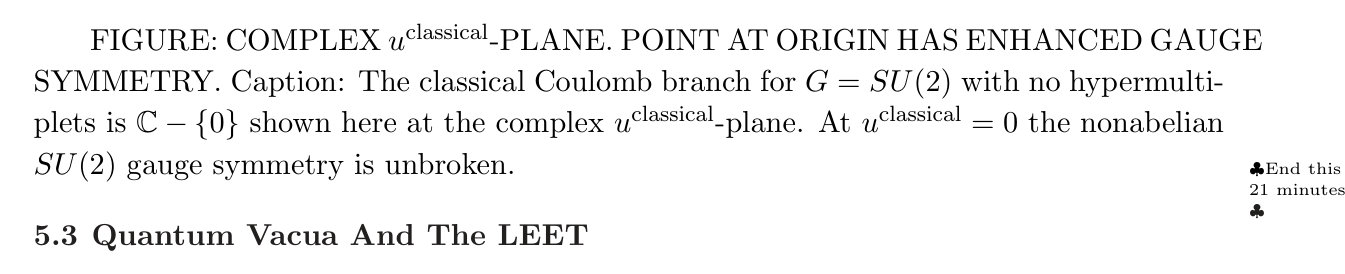 FIGURE: COMPLEX u^classical-PLANE. POINT AT ORIGIN HAS ENHANCED GAUGE
SYMMETRY. Caption: The classical Coulomb branch for G = SU(2) with no hypermulti-
plets is ℂ − {0} shown here at the complex u^classical-plane. At u^classical = 0 the nonabelian
SU(2) gauge symmetry is unbroken.
♣End this
21 minutes
♣
5.3 Quantum Vacua And The LEET